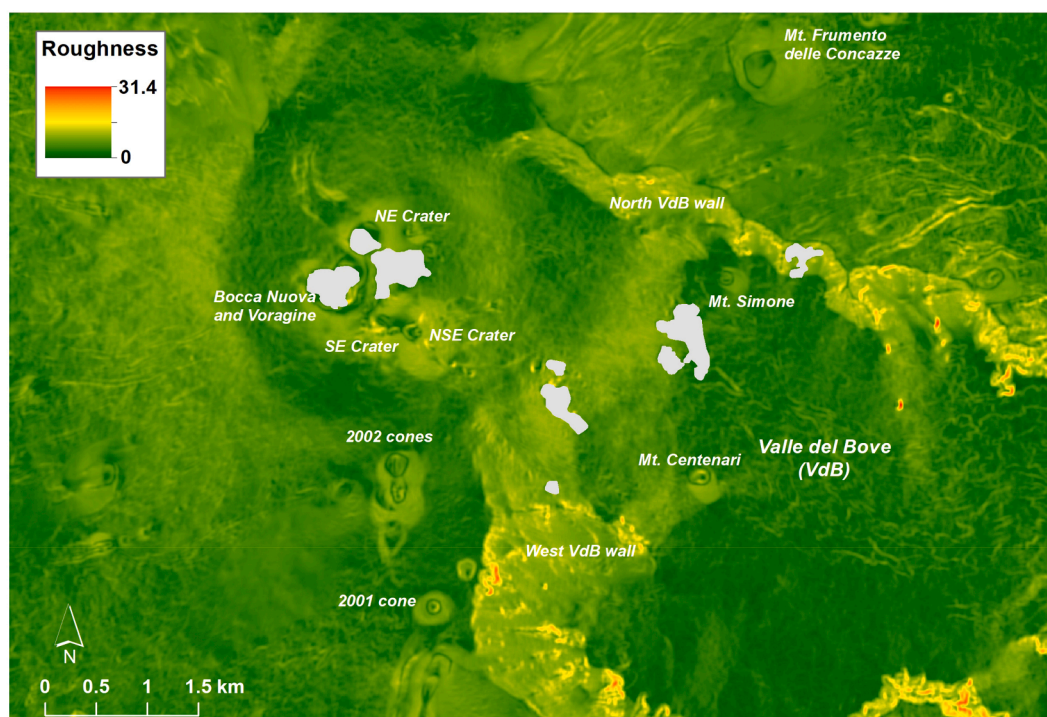 Roughness
31.4
0
Mt. Frumento
delle Concazze
North VdB wall
NE Crater
Bocca Nuova
and Voragine
Mt. Simone
SE Crater
NSE Crater
2002 cones
Mt. Centenari
Valle del Bove
(VdB)
West VdB wall
2001 cone
N
0 0.5 1 1.5 km